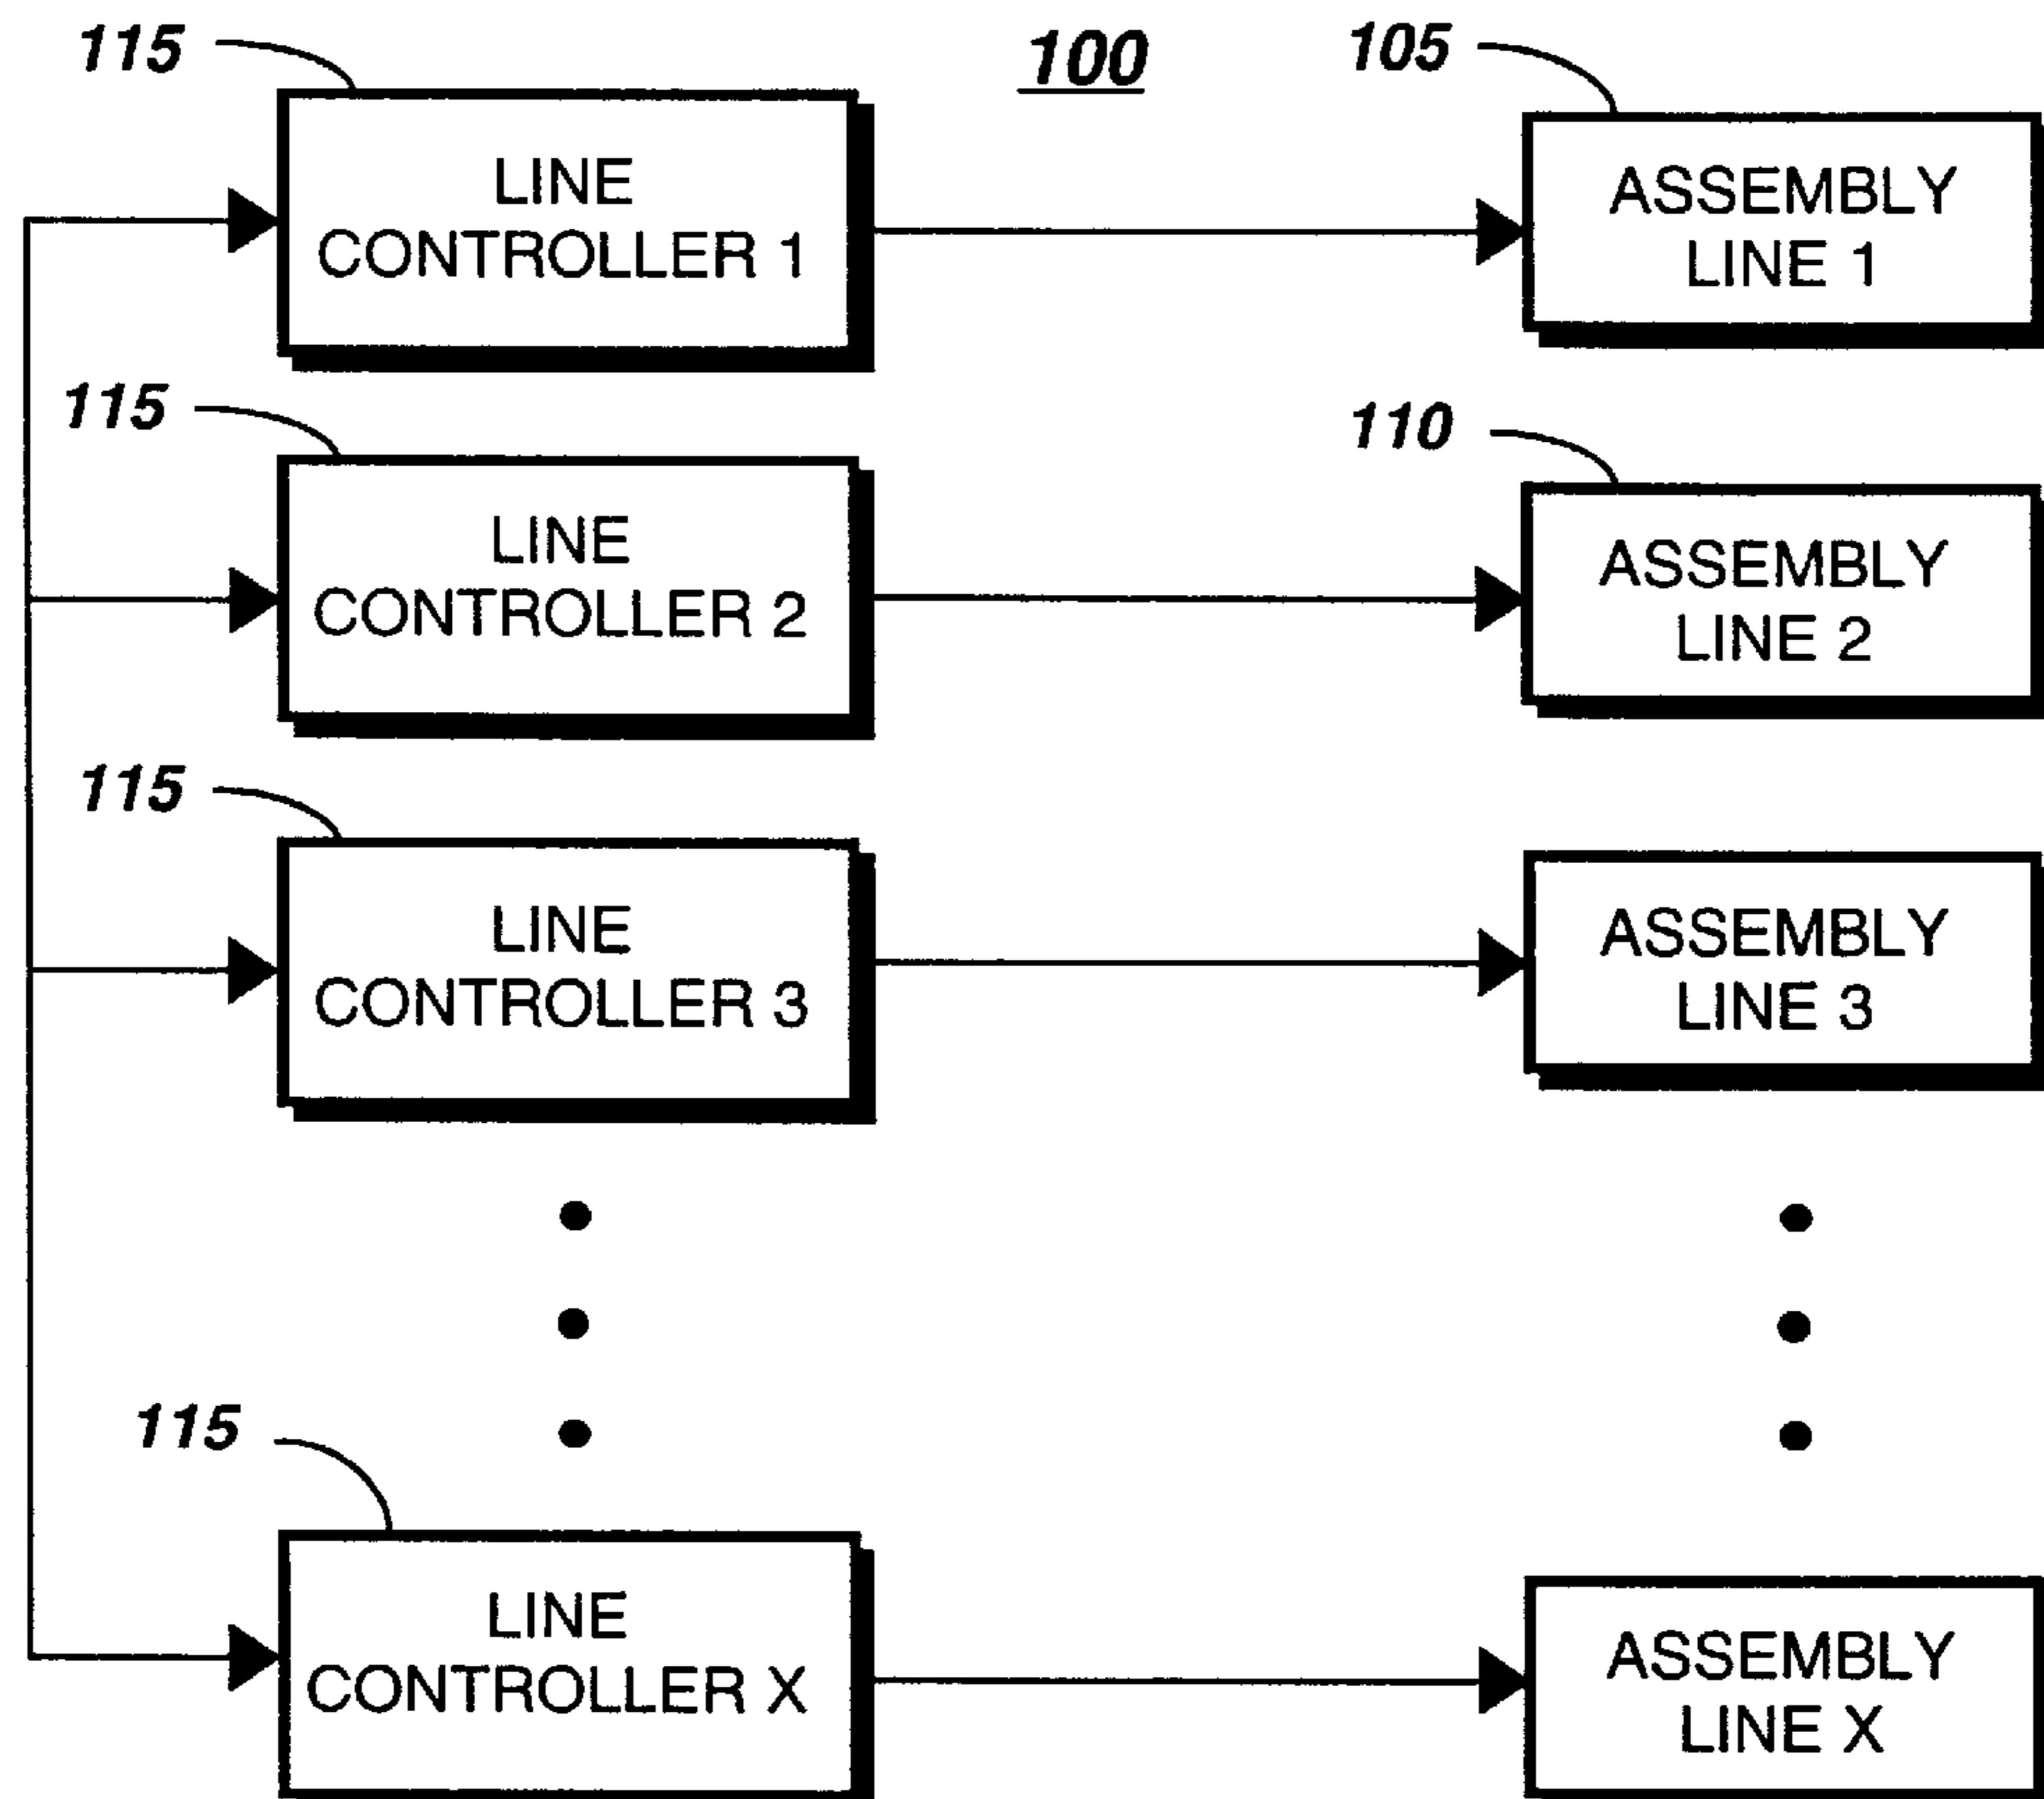 115
100
105
LINE
CONTROLLER 1
ASSEMBLY
LINE 1
115
110
LINE
CONTROLLER 2
ASSEMBLY
LINE 2
115
LINE
CONTROLLER 3
ASSEMBLY
LINE 3
115
LINE
CONTROLLER X
ASSEMBLY
LINE X